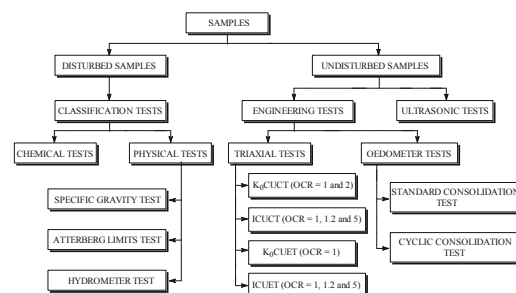 SAMPLES
DISTURBED SAMPLES
UNDISTURBED SAMPLES
CLASSIFICATION TESTS
ENGINEERING TESTS
ULTRASONIC TESTS
CHEMICAL TESTS
PHYSICAL TESTS
TRIAXIAL TESTS
OEDOMETER TESTS
SPECIFIC GRAVITY TEST
ATTERBERG LIMITS TEST
HYDROMETER TEST
K0CUCT (OCR = 1 and 2)
ICUCT (OCR = 1, 1.2 and 5)
K0CUET (OCR = 1)
ICUET (OCR = 1, 1.2 and 5)
STANDARD CONSOLIDATION
TEST
CYCLIC CONSOLIDATION
TEST